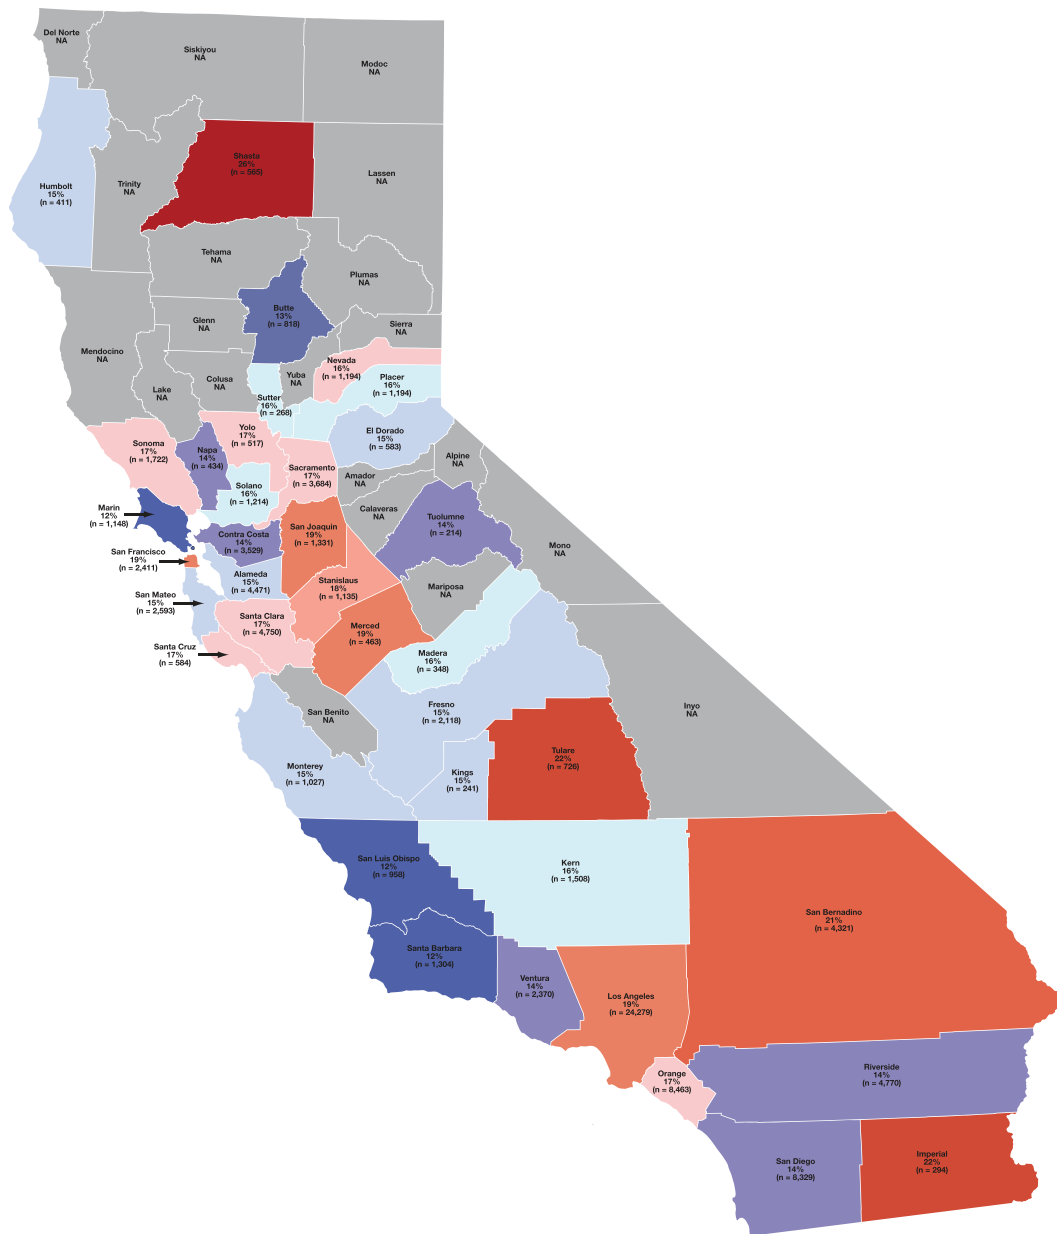 Del Norte
NA
Siskiyou
NA
Modoc
NA
Shasta
26%
(n = 565)
Lassen
NA
Trinity
NA
Humbolt
15%
(n = 411)
Tehama
NA
Plumas
NA
Butte
13%
(n = 818)
Glenn
NA
Sierra
NA
Mendocino
NA
Nevada
16%
(n = 1,194)
Colusa
NA
Yuba
NA
Placer
16%
(n = 1,194)
Lake
NA
Sutter
16%
(n = 268)
Yolo
17%
(n = 517)
El Dorado
15%
(n = 583)
Sonoma
17%
(n = 1,722)
Napa
14%
(n = 434)
Alpine
NA
Sacramento
17%
(n = 3,684)
Amador
NA
Solano
16%
(n = 1,214)
Marin
12%
(n = 1,148)
Calaveras
NA
Tuolumne
14%
(n = 214)
San Joaquin
19%
(n = 1,331)
Contra Costa
14%
(n = 3,529)
Mono
NA
San Francisco
19%
(n = 2,411)
Alameda
15%
(n = 4,471)
Stanislaus
18%
(n = 1,135)
Mariposa
NA
San Mateo
15%
(n = 2,593)
Santa Clara
17%
(n = 4,750)
Merced
19%
(n = 463)
Santa Cruz
17%
(n = 584)
Madera
16%
(n = 348)
Fresno
15%
(n = 2,118)
Inyo
NA
San Benito
NA
Tulare
22%
(n = 726)
Monterey
15%
(n = 1,027)
Kings
15%
(n = 241)
San Luis Obispo
12%
(n = 958)
Kern
16%
(n = 1,508)
San Bernadino
21%
(n = 4,321)
Santa Barbara
12%
(n = 1,304)
Ventura
14%
(n = 2,370)
Los Angeles
19%
(n = 24,279)
Orange
17%
(n = 8,463)
Riverside
14%
(n = 4,770)
San Diego
14%
(n = 8,329)
Imperial
22%
(n = 294)